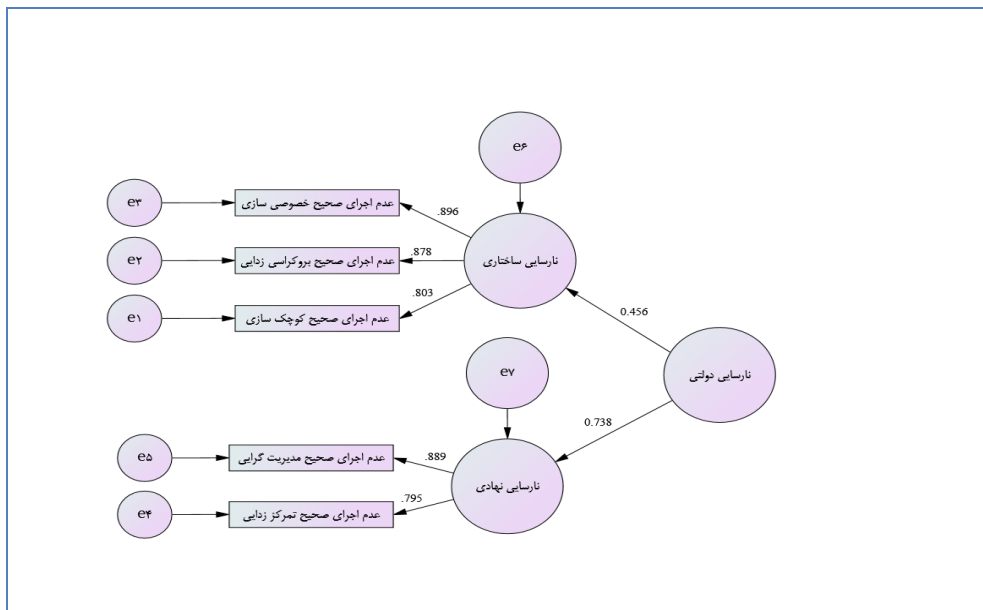 e۶
e۳
عدم اجرای صحیح خصوصی سازی
.896
e۲
عدم اجرای صحیح بروکراسی زدایی
.878
نارسایی ساختاری
e۱
عدم اجرای صحیح کوچک سازی
.803
0.456
نارسایی دولتی
e۷
0.738
e۵
عدم اجرای صحیح مدیریت گرایی
.889
نارسایی نهادی
e۴
عدم اجرای صحیح تمرکز زدایی
.795